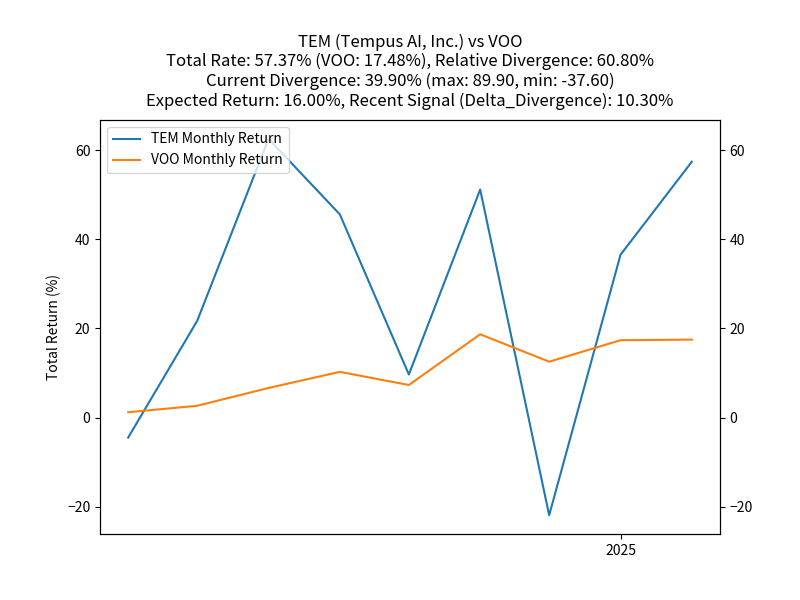 TEM (Tempus AI, Inc.) vs VOO
Total Rate: 57.37% (VOO: 17.48%), Relative Divergence: 60.80%
Current Divergence: 39.90% (max: 89.90, min: -37.60)
Expected Return: 16.00%, Recent Signal (Delta_Divergence): 10.30%
TEM Monthly Return
VOO Monthly Return
60
40
20
0
−20
60
40
20
0
−20
Total Return (%)
2025